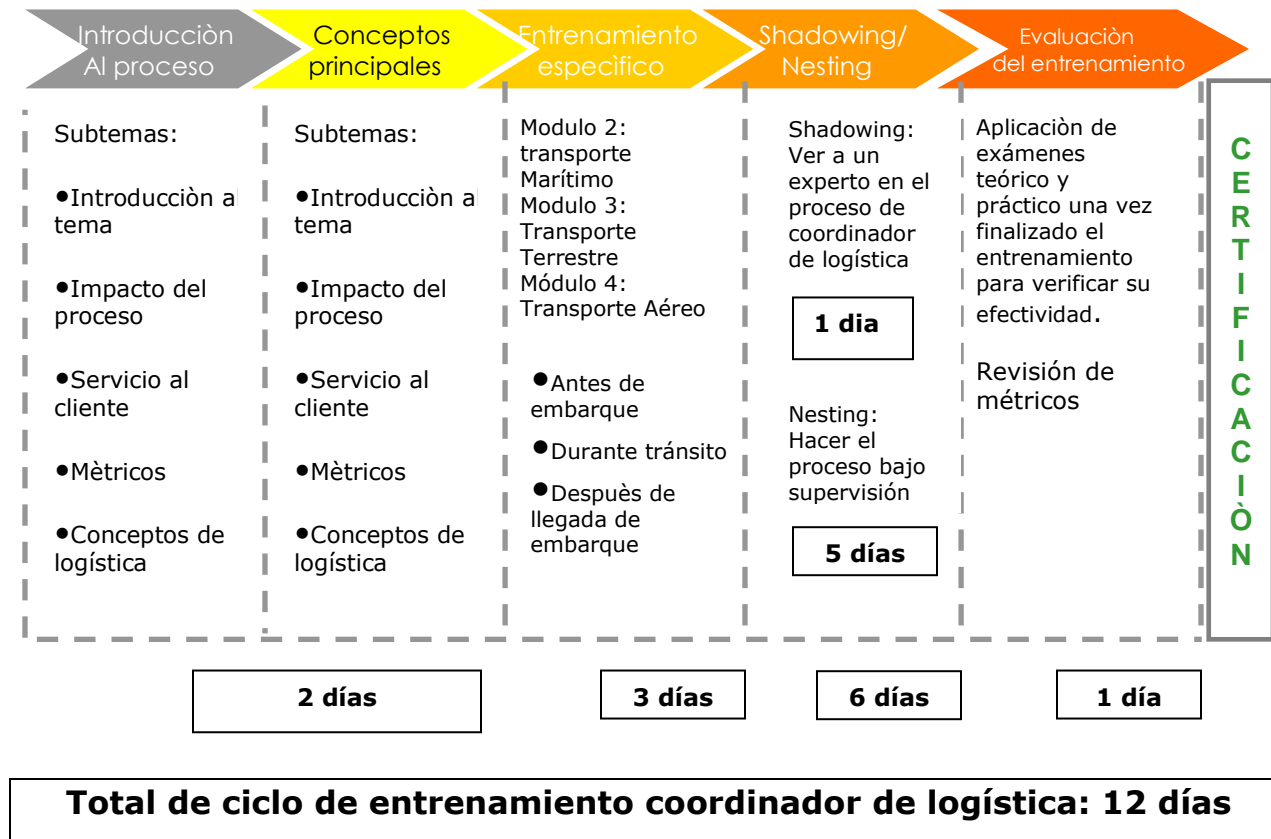 Introducciòn
Al proceso
Conceptos
principales
Entrenamiento
especìfico
Shadowing/
Nesting
Evaluaciòn
del entrenamiento
Subtemas:
●Introducciòn al
tema
●Impacto del
proceso
●Servicio al
cliente
●Mètricos
●Conceptos de
logística
Subtemas:
●Introducciòn al
tema
●Impacto del
proceso
●Servicio al
cliente
●Mètricos
●Conceptos de
logística
Modulo 2:
transporte
Marítimo
Modulo 3:
Transporte
Terrestre
Módulo 4:
Transporte Aéreo
●Antes de
embarque
●Durante tránsito
●Despuès de
llegada de
embarque
Shadowing:
Ver a un
experto en el
proceso de
coordinador
de logística
1 dia
Nesting:
Hacer el
proceso bajo
supervisión
5 días
Aplicaciòn de
exámenes
teórico y
práctico una vez
finalizado el
entrenamiento
para verificar su
efectividad.
Revisión de
métricos
CERTIFICACIÒN
2 días
3 días
6 días
1 día
Total de ciclo de entrenamiento coordinador de logística: 12 días